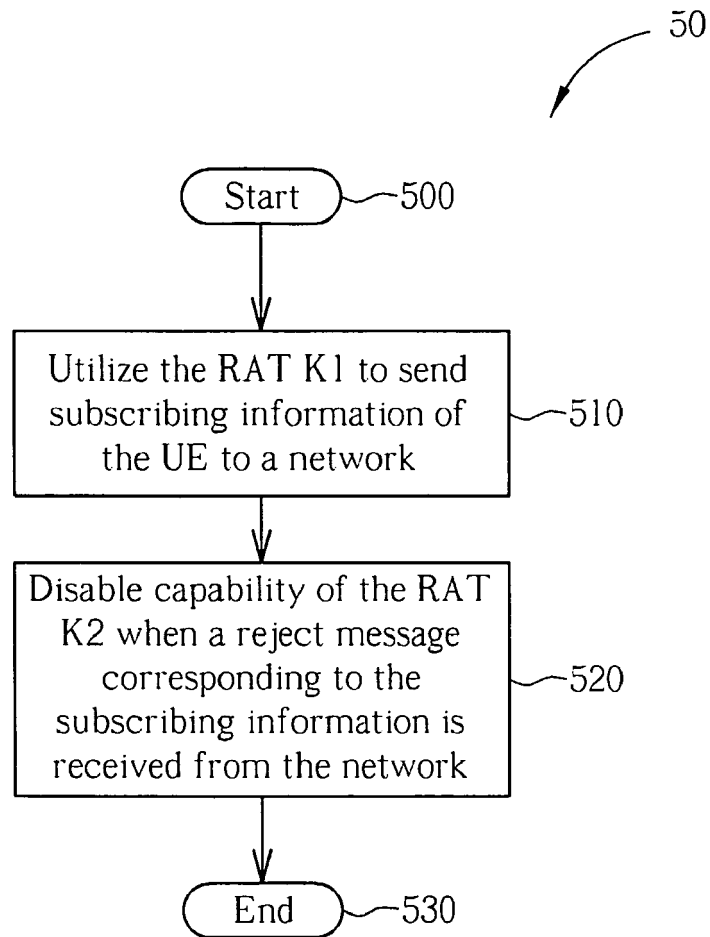 50
Start
500
Utilize the RAT K1 to send
subscribing information of
the UE to a network
510
Disable capability of the RAT
K2 when a reject message
corresponding to the
subscribing information is
received from the network
520
End
530